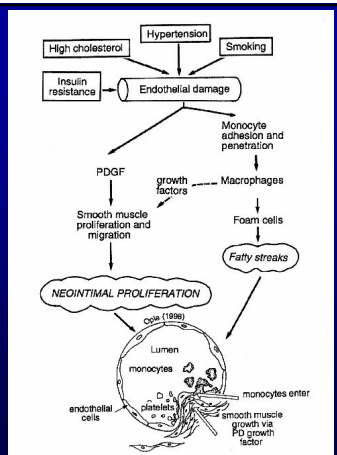 Hypertension
High cholesterol
Smoking
Insulin
resistance
Endothelial damage
Monocyte
adhesion and
penetration
PDGF
growth
factors
Macrophages
Smooth muscle
proliferation and
migration
Foam cells
Fatty streaks
NEOINTIMAL PROLIFERATION
Opie (1998)
Lumen
monocytes
platelets
endothelial
cells
monocytes enter
smooth muscle
growth via
PD growth
factor